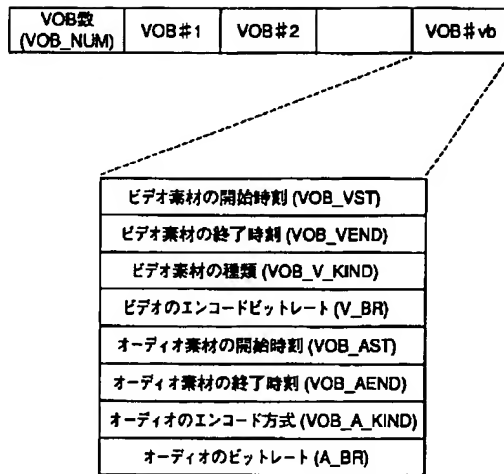 VOB数
(VOB_NUM)
VOB#1
VOB#2
VOB#vb
ビデオ素材の開始時刻 (VOB_VST)
ビデオ素材の終了時刻 (VOB_VEND)
ビデオ素材の種類 (VOB_V_KIND)
ビデオのエンコードビットレート (V_BR)
オーディオ素材の開始時刻 (VOB_AST)
オーディオ素材の終了時刻 (VOB_AEND)
オーディオのエンコード方式 (VOB_A_KIND)
オーディオのビットレート (A_BR)